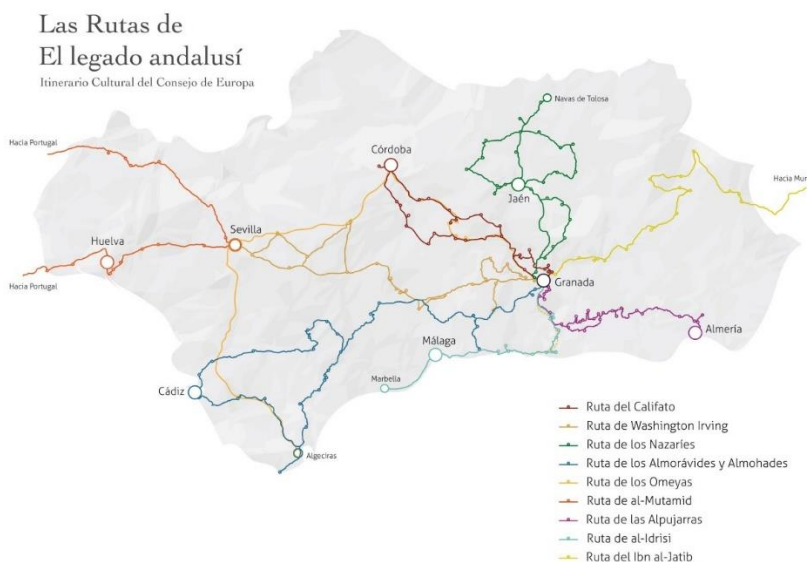 Las Rutas de
El legado andalusí
Itinerario Cultural del Consejo de Europa
Navas de Tolosa
Hacia Portugal
Córdoba
Hacia Mur
Jaén
Sevilla
Huelva
Granada
Hacia Portugal
Almería
Málaga
Marbella
Cádiz
Algeciras
Ruta del Califato
Ruta de Washington Irving
Ruta de los Nazaríes
Ruta de los Almorávides y Almohades
Ruta de los Omeyas
Ruta de al-Mutamid
Ruta de las Alpujarras
Ruta de al-Idrisi
Ruta del Ibn al-Jatib